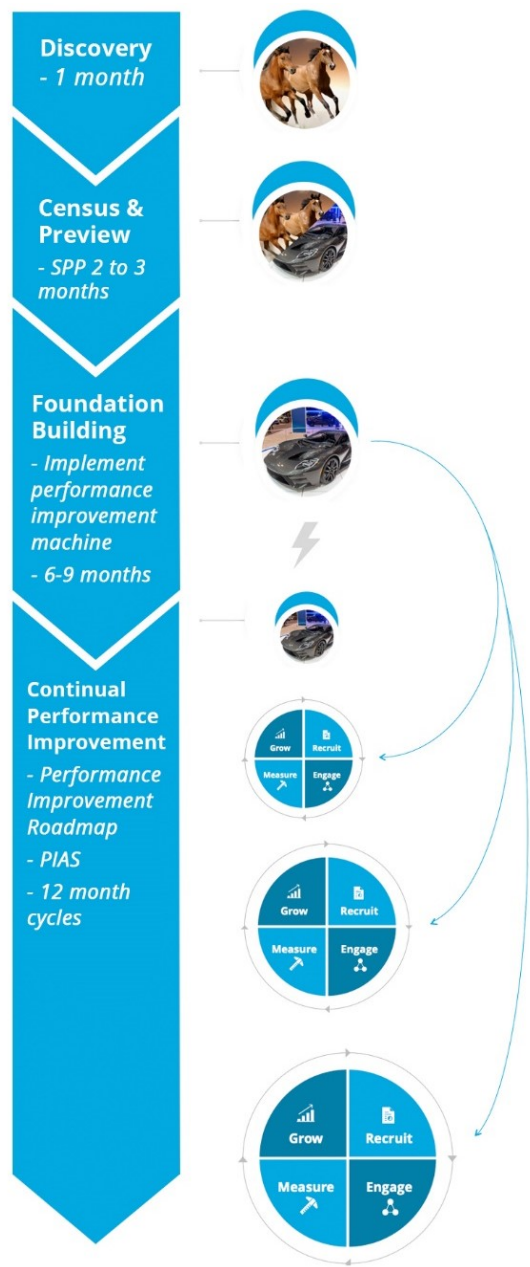 Discovery
- 1 month
Census &
Preview
- SPP 2 to 3
months
Foundation
Building
- Implement
performance
improvement
machine
- 6-9 months
Continual
Performance
Improvement
- Performance
Improvement
Roadmap
- PIAS
- 12 month
cycles
Grow Recruit
Measure Engage
Grow Recruit
Measure Engage
Grow Recruit
Measure Engage